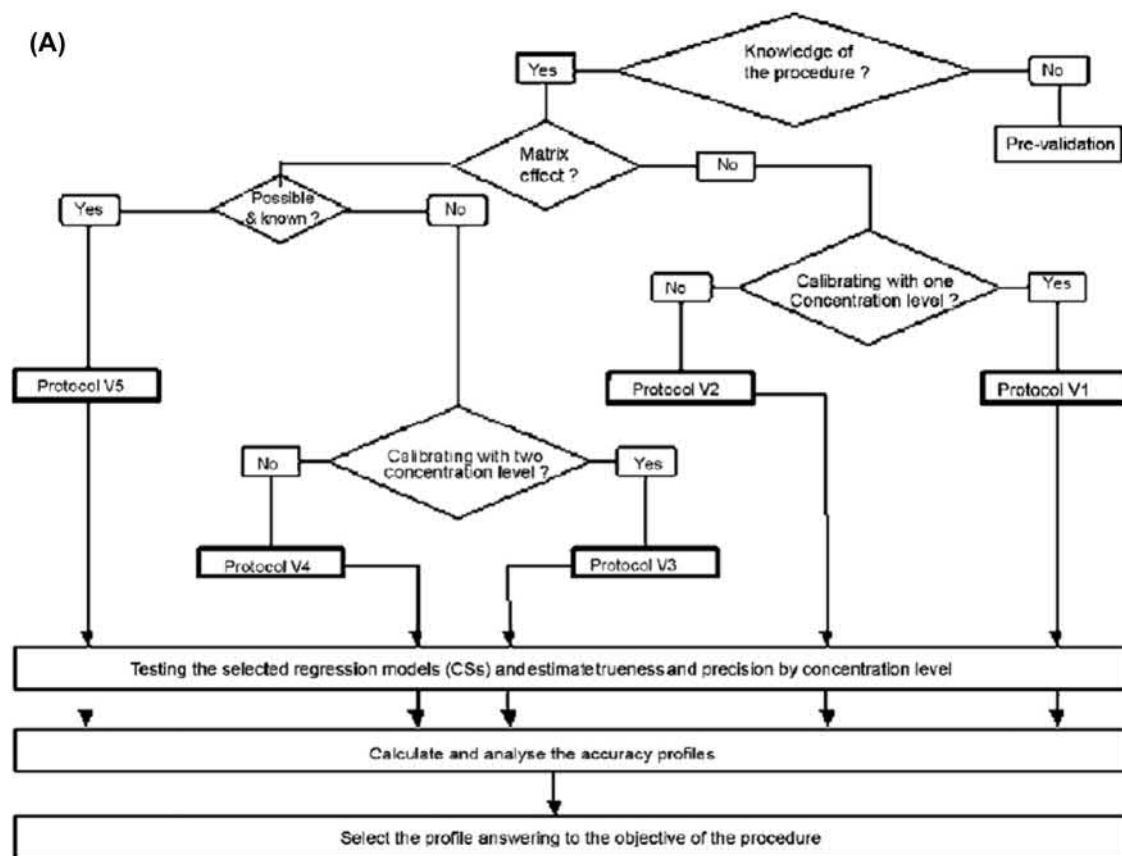 (A)
Knowledge of
the procedure ?
Yes
No
Pre-validation
Matrix
effect ?
No
Possible
& known ?
Yes
No
Calibrating with one
Concentration level ?
No
Yes
Protocol V5
Protocol V2
Protocol V1
Calibrating with two
concentration level ?
No
Yes
Protocol V4
Protocol V3
Testing the selected regression models (CSs) and estimate trueness and precision by concentration level
Calculate and analyse the accuracy profiles
Select the profile answering to the objective of the procedure